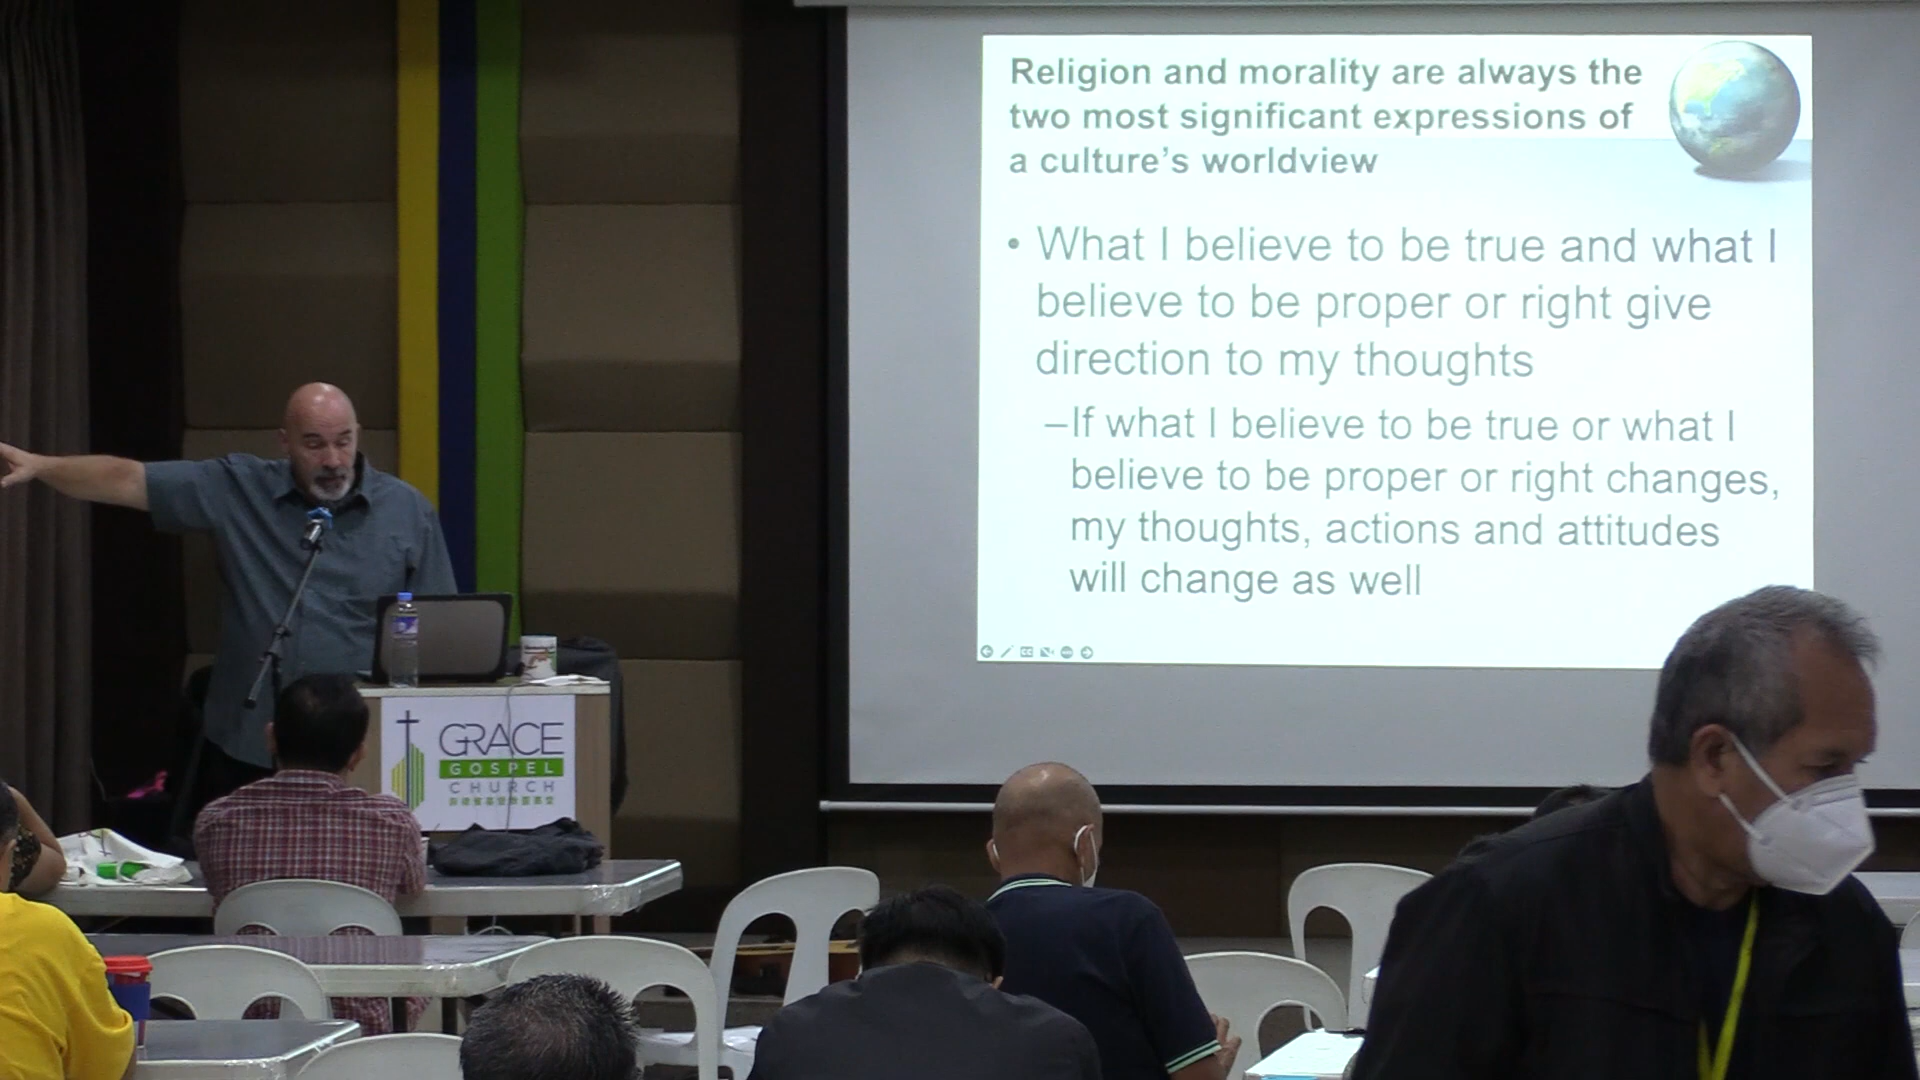 Religion and morality are always the
two most significant expressions of
a culture's worldview
• What I believe to be true and what I
believe to be proper or right give
direction to my thoughts
–If what I believe to be true or what I
believe to be proper or right changes,
my thoughts, actions and attitudes
will change as well
GRACE
GOSPEL
CHURCH